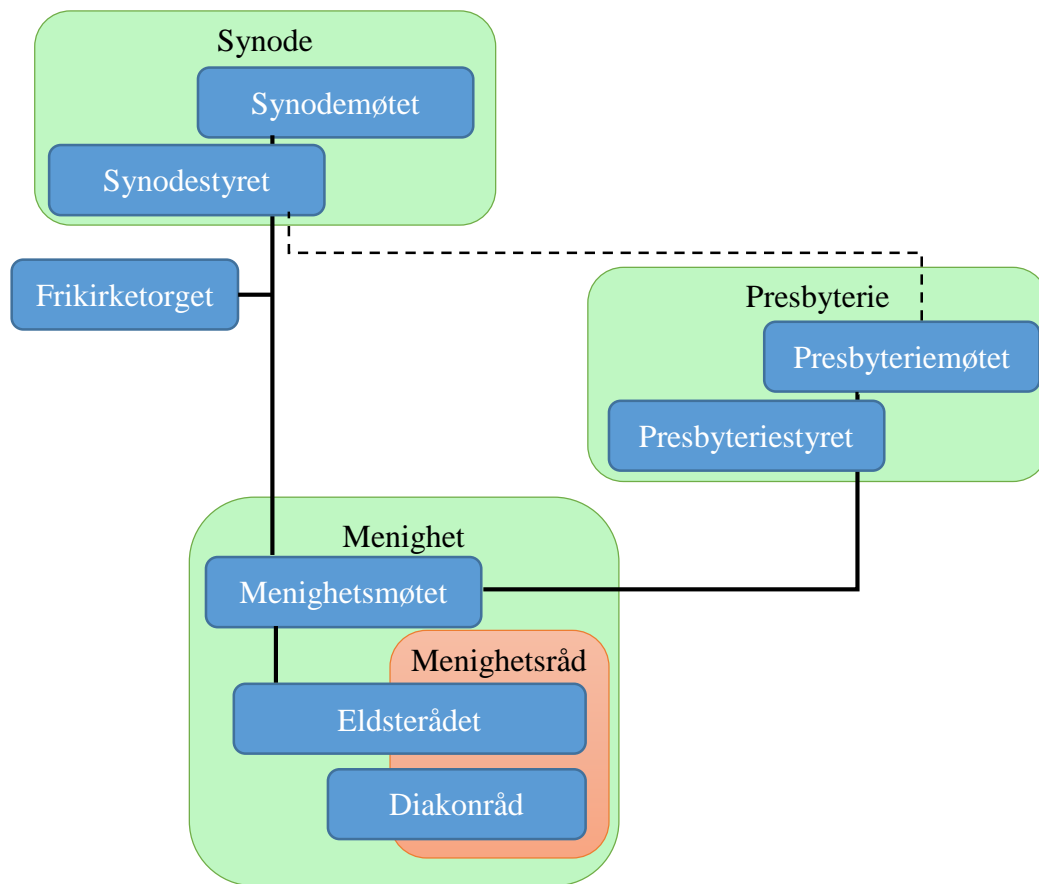 Synode
Synodemøtet
Synodestyret
Frikirketorget
Presbyterie
Presbyteriemøtet
Presbyteriestyret
Menighet
Menighetsmøtet
Menighetsråd
Eldsterådet
Diakonråd